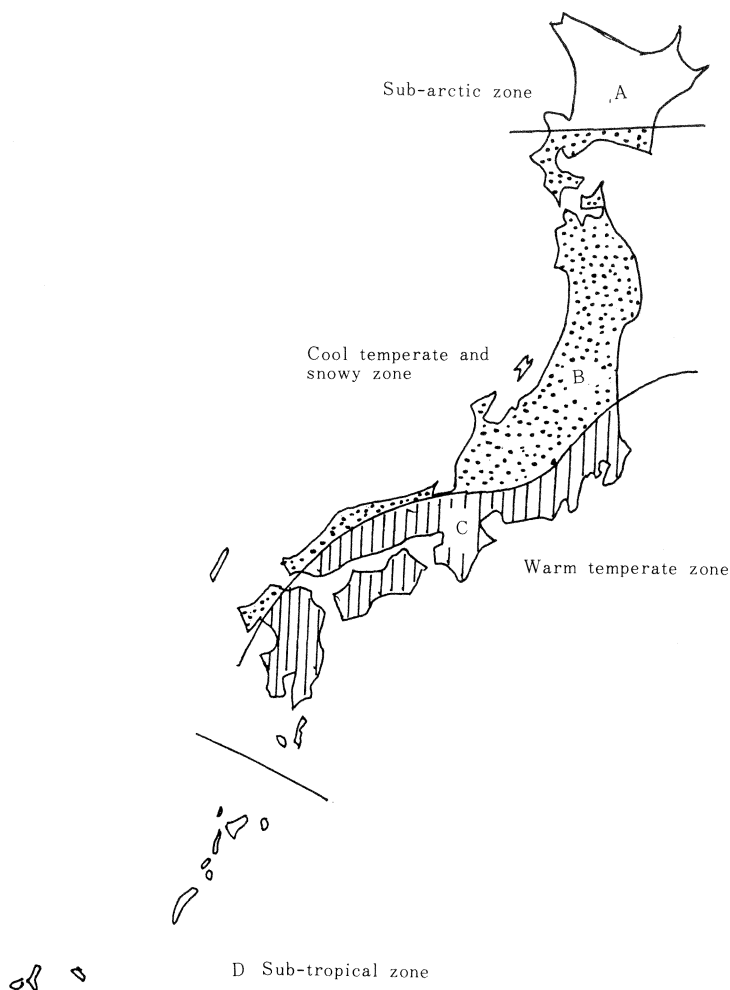 A
Sub-arctic zone
Cool temperate and
snowy zone
B
C
Warm temperate zone
D Sub-tropical zone